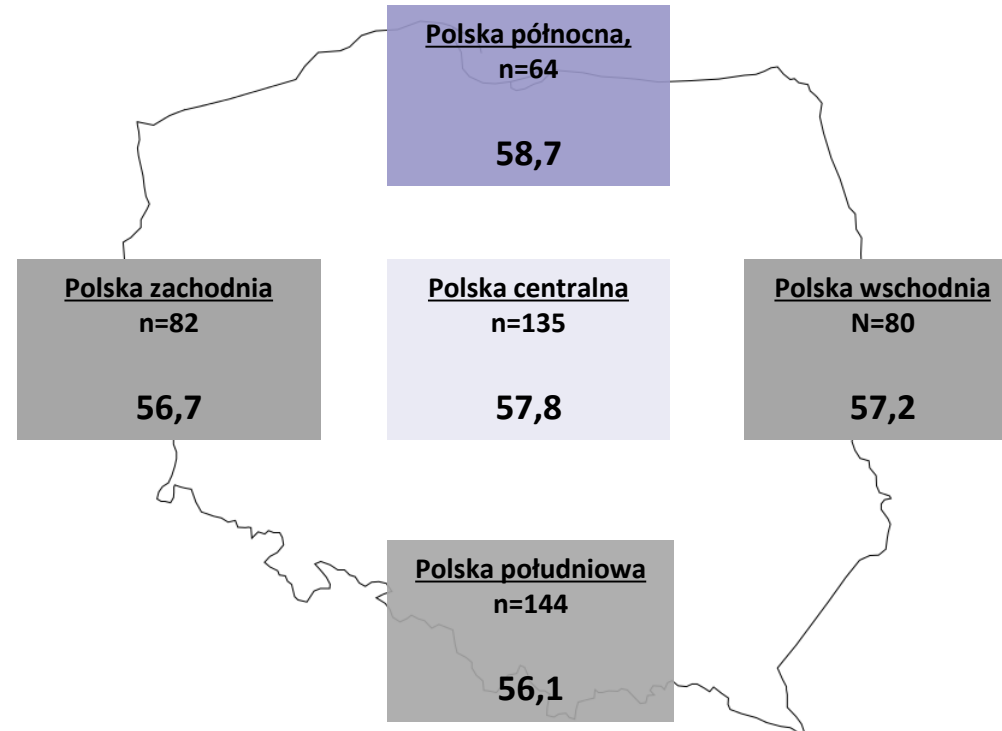 Polska północna,
n=64
58,7
Polska zachodnia
n=82
56,7
Polska centralna
n=135
57,8
Polska wschodnia
N=80
57,2
Polska południowa
n=144
56,1